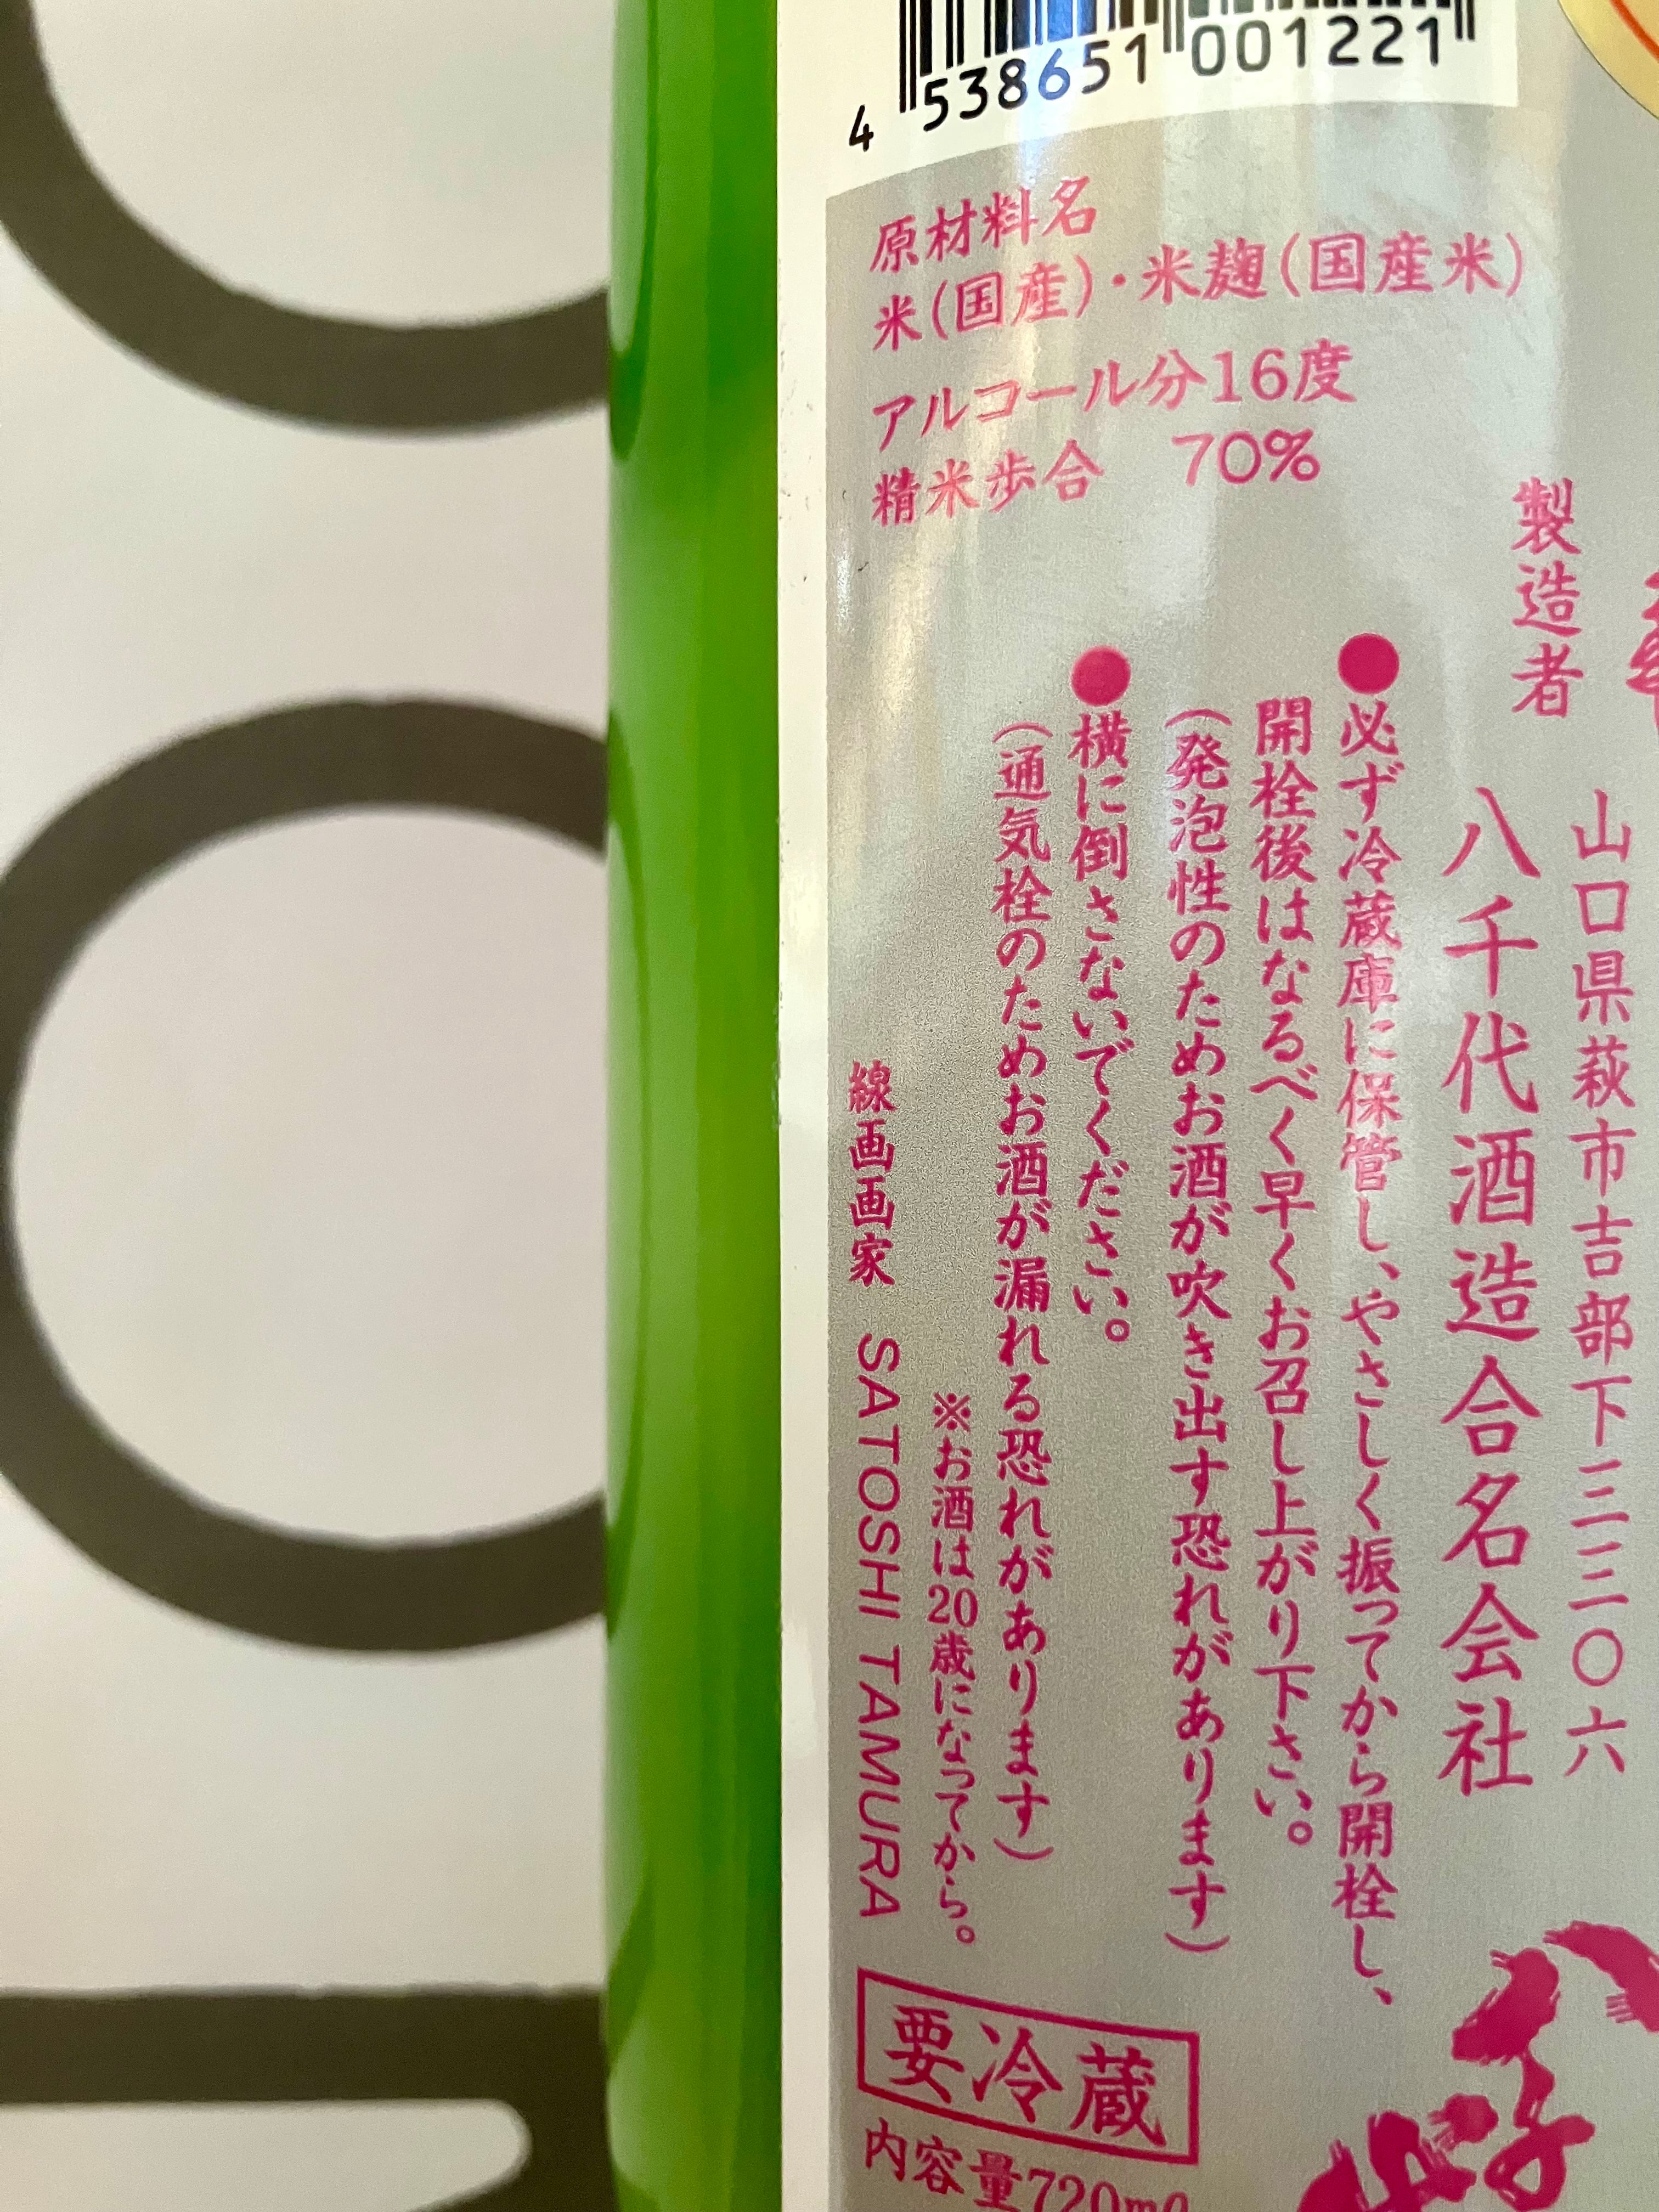 4 538651 001221
原材料名
米(国産)・米麹(国産米)
アルコール分16度
精米歩合 70%
製造者
山口県萩市吉部下三三〇六
八千代酒造合名会社
●必ず冷蔵庫に保管し、やさしく振ってから開栓し、
開栓後はなるべく早くお召し上がり下さい。
(発泡性のためお酒が吹き出す恐れがあります)
●横に倒さないでください。
(通気栓のためお酒が漏れる恐れがあります)
※お酒は20歳になってから。
線画画家 SATOSHI TAMURA
要冷蔵
内容量720ml